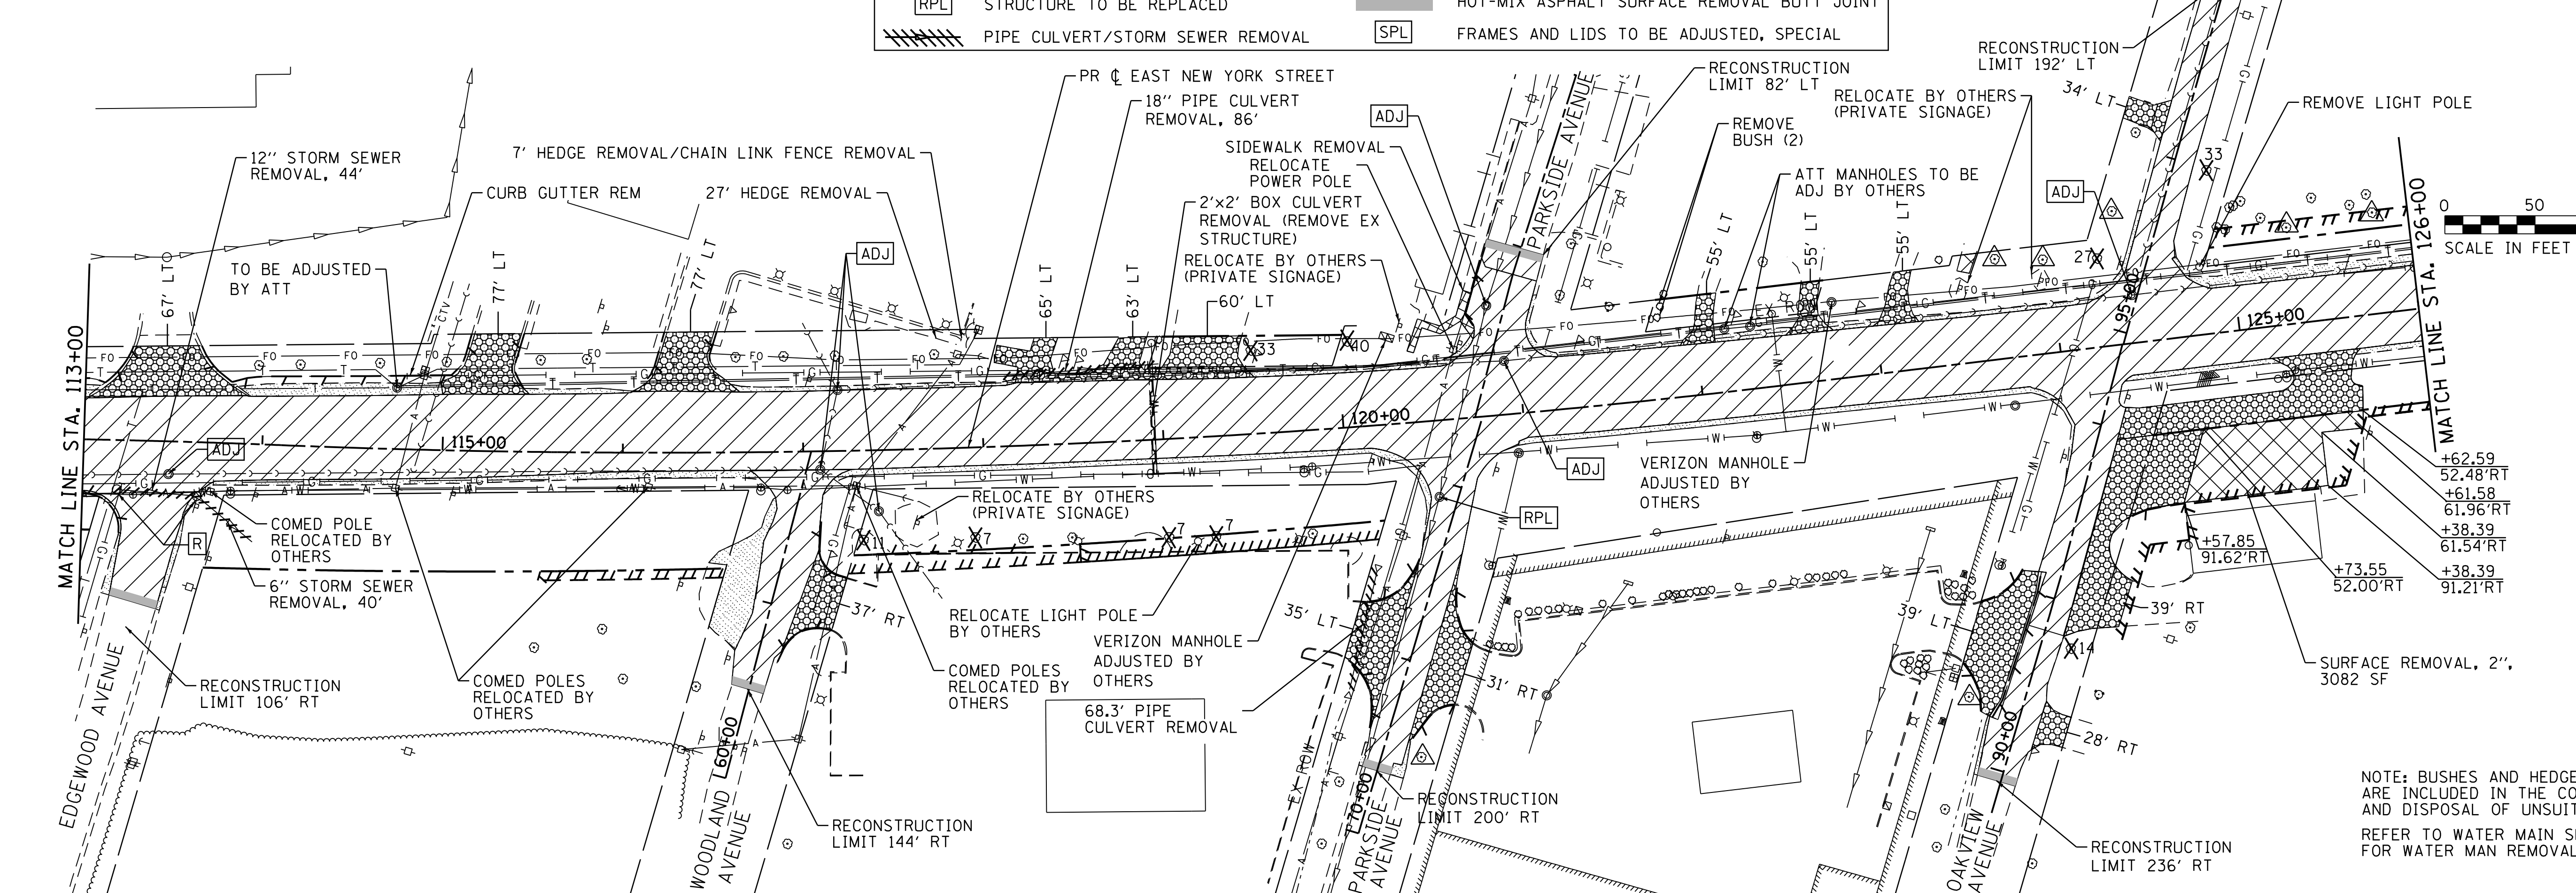 RPL STRUCTURE TO BE REPLACED
HOT-MIX ASPHALT SURFACE REMOVAL BUTT JOINT
PIPE CULVERT/STORM SEWER REMOVAL
SPL FRAMES AND LIDS TO BE ADJUSTED, SPECIAL
RECONSTRUCTION
LIMIT 192' LT
PR ℄ EAST NEW YORK STREET
18" PIPE CULVERT
REMOVAL, 86'
ADJ
PARKSIDE AVENUE
RECONSTRUCTION
LIMIT 82' LT
RELOCATE BY OTHERS
(PRIVATE SIGNAGE)
34' LT
REMOVE LIGHT POLE
12" STORM SEWER
REMOVAL, 44'
7' HEDGE REMOVAL/CHAIN LINK FENCE REMOVAL
SIDEWALK REMOVAL
RELOCATE
POWER POLE
REMOVE
BUSH (2)
33
CURB GUTTER REM
27' HEDGE REMOVAL
2'x2' BOX CULVERT
REMOVAL (REMOVE EX
STRUCTURE)
ATT MANHOLES TO BE
ADJ BY OTHERS
ADJ
RELOCATE BY OTHERS
(PRIVATE SIGNAGE)
TO BE ADJUSTED
BY ATT
ADJ
67' LT
77' LT
77' LT
65' LT
63' LT
60' LT
55' LT
55' LT
55' LT
27
33
40
CTV
EX ROW
MATCH LINE STA. 113+00
MATCH LINE STA. 126+00
0 50
SCALE IN FEET
115+00
120+00
125+00
95+00
ADJ
R
COMED POLE
RELOCATED BY
OTHERS
6" STORM SEWER
REMOVAL, 40'
RELOCATE BY OTHERS
(PRIVATE SIGNAGE)
11
7
7
7
ADJ
RPL
VERIZON MANHOLE
ADJUSTED BY
OTHERS
+62.59
52.48'RT
+61.58
61.96'RT
+38.39
61.54'RT
+38.39
91.21'RT
+57.85
91.62'RT
+73.55
52.00'RT
EDGEWOOD AVENUE
RECONSTRUCTION
LIMIT 106' RT
COMED POLES
RELOCATED BY
OTHERS
37' RT
RELOCATE LIGHT POLE
BY OTHERS
COMED POLES
RELOCATED BY
OTHERS
VERIZON MANHOLE
ADJUSTED BY
OTHERS
68.3' PIPE
CULVERT REMOVAL
35' LT
31' RT
39' LT
39' RT
14
28' RT
SURFACE REMOVAL, 2",
3082 SF
60+00
WOODLAND
AVENUE
RECONSTRUCTION
LIMIT 144' RT
EX ROW
70+00
PARKSIDE
AVENUE
RECONSTRUCTION
LIMIT 200' RT
90+00
OAKVIEW
AVENUE
RECONSTRUCTION
LIMIT 236' RT
NOTE: BUSHES AND HEDGE
ARE INCLUDED IN THE CO
AND DISPOSAL OF UNSUIT
REFER TO WATER MAIN S
FOR WATER MAN REMOVAL